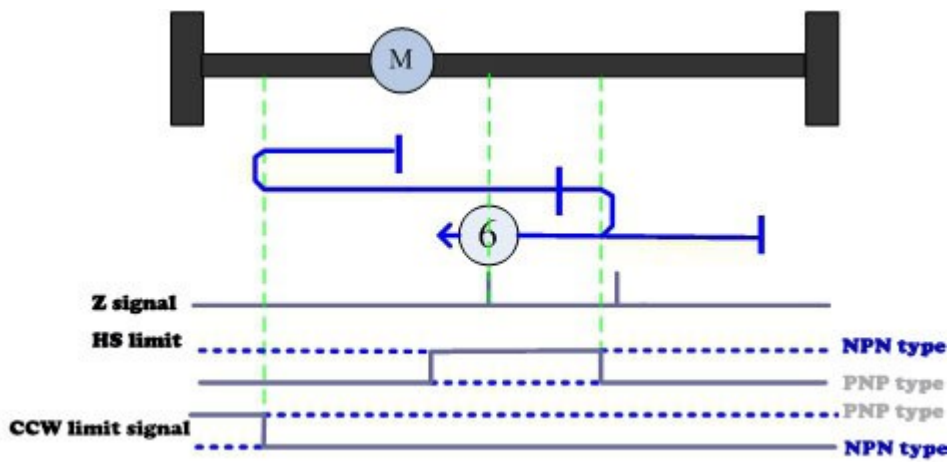 M
6
Z signal
HS limit
NPN type
PNP type
PNP type
CCW limit signal
NPN type